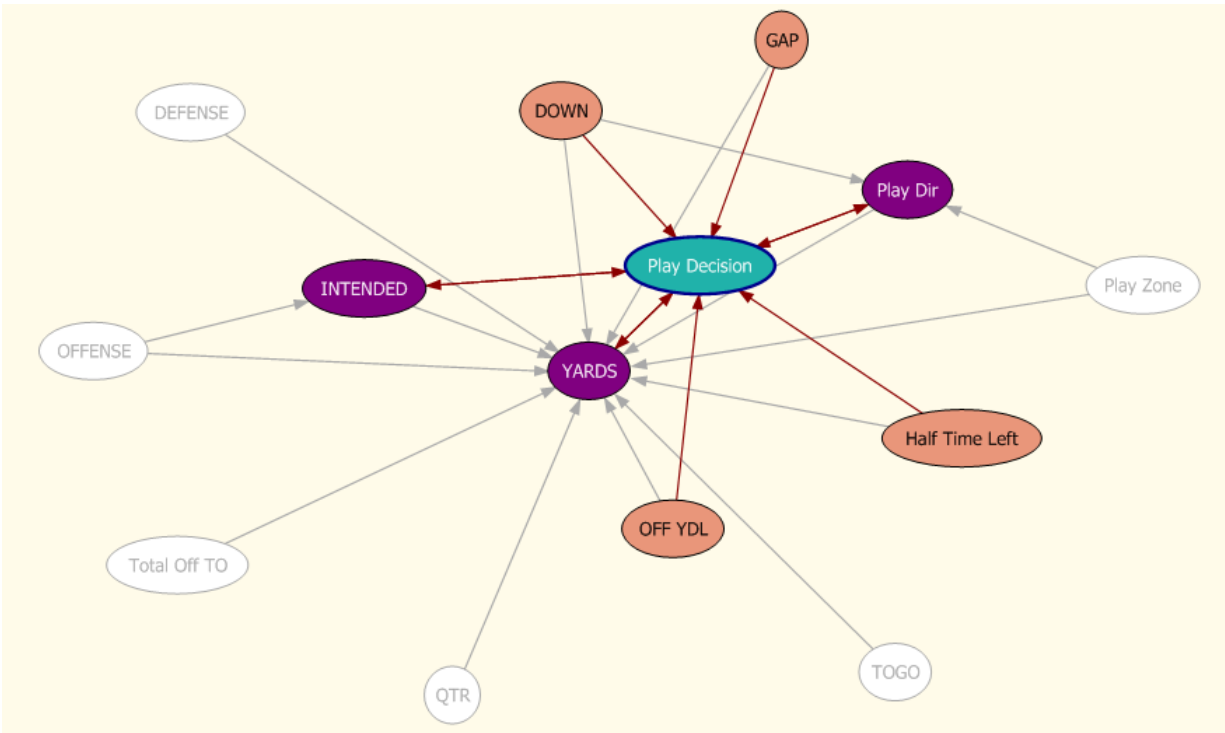 GAP
DEFENSE
DOWN
Play Dir
Play Decision
INTENDED
Play Zone
OFFENSE
YARDS
Half Time Left
OFF YDL
Total Off TO
TOGO
QTR